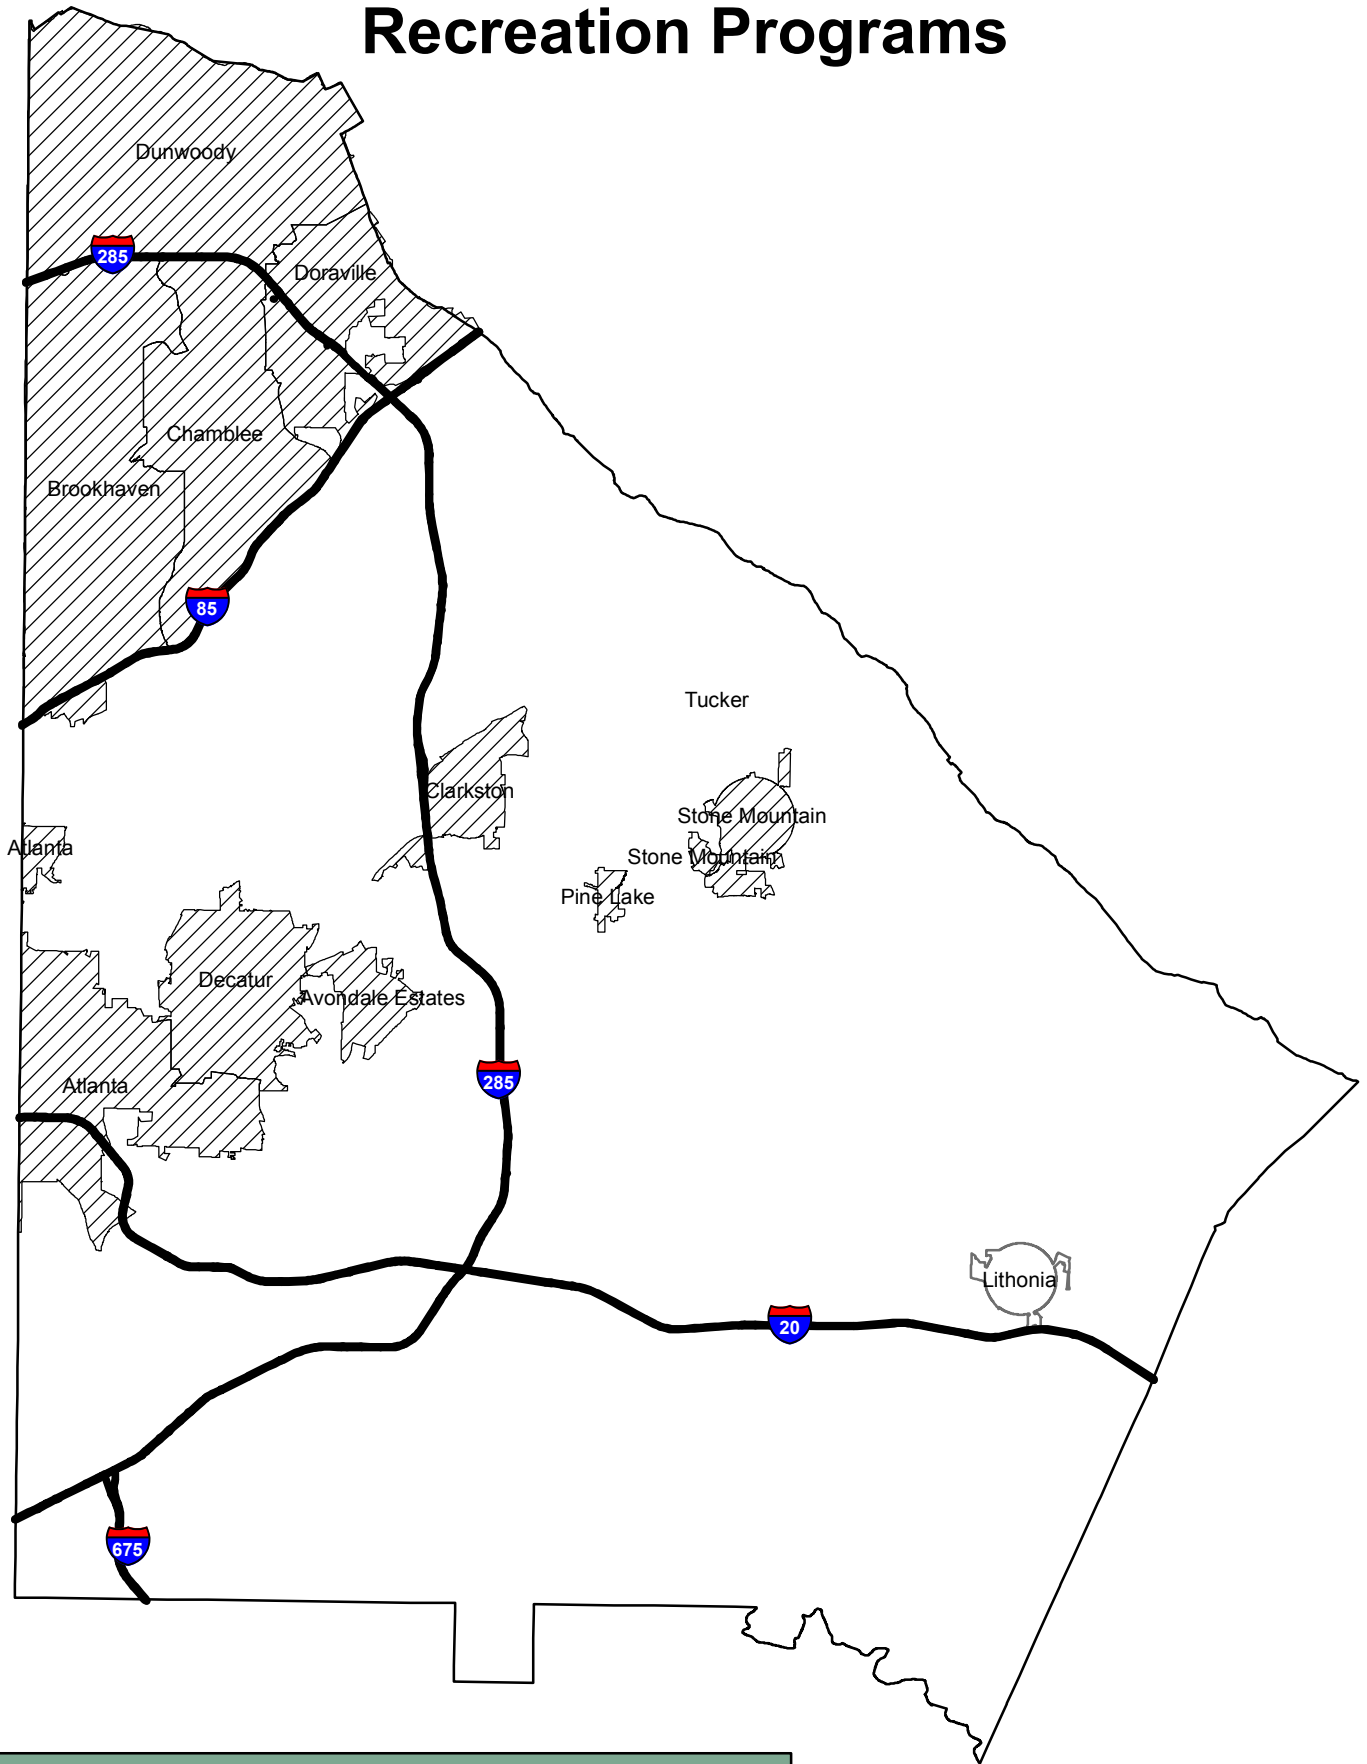 Recreation Programs
Dunwoody
285
Doraville
Chamblee
Brookhaven
85
Tucker
Clarkston
Stone Mountain
Atlanta
Stone Mountain
Pine Lake
Decatur
Avondale Estates
285
Atlanta
Lithonia
20
675